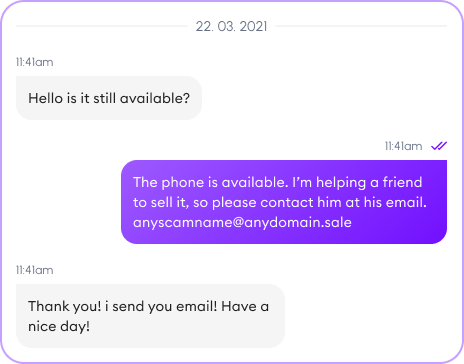 22. 03. 2021
11:41am
Hello is it still available?
11:41am
The phone is available. I’m helping a friend
to sell it, so please contact him at his email.
anyscamname@anydomain.sale
11:41am
Thank you! i send you email! Have a
nice day!